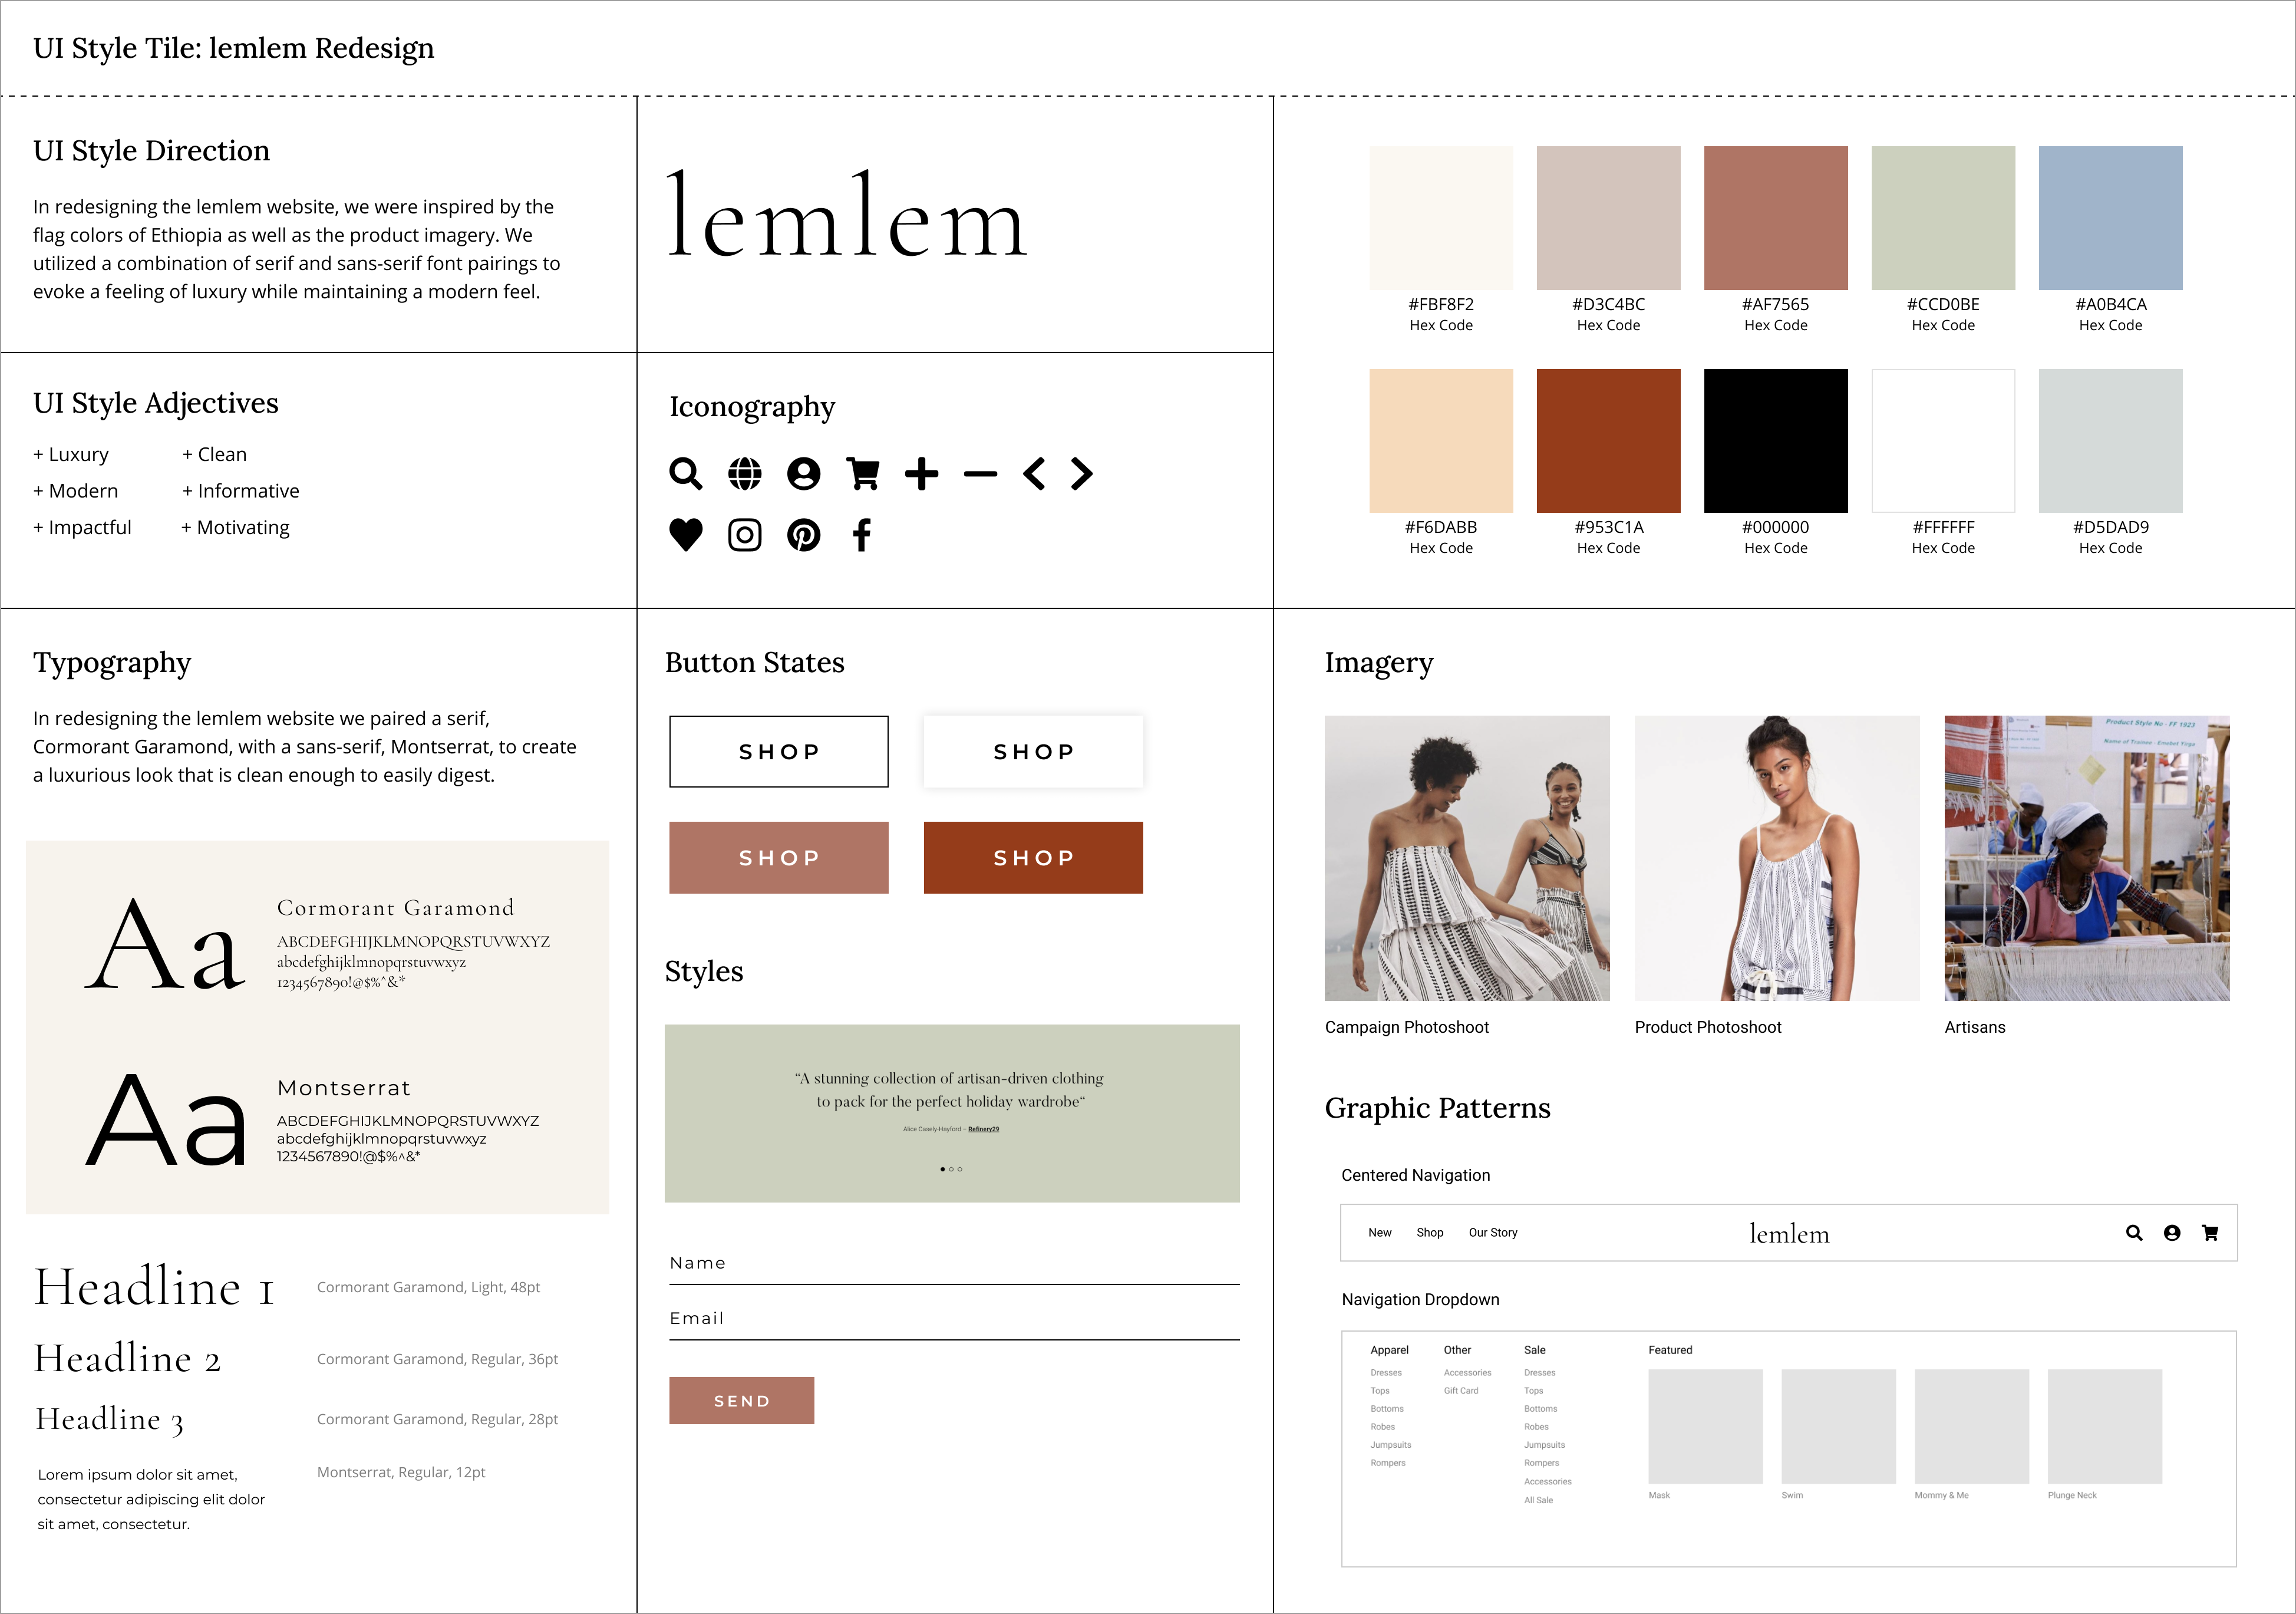 UI Style Tile: lemlem Redesign
UI Style Direction
In redesigning the lemlem website, we were inspired by the
flag colors of Ethiopia as well as the product imagery. We
utilized a combination of serif and sans-serif font pairings to
evoke a feeling of luxury while maintaining a modern feel.
lemlem
#FBF8F2
Hex Code
#D3C4BC
Hex Code
#AF7565
Hex Code
#CCD0BE
Hex Code
#A0B4CA
Hex Code
#F6DABB
Hex Code
#953C1A
Hex Code
#000000
Hex Code
#FFFFFF
Hex Code
#D5DAD9
Hex Code
UI Style Adjectives
+ Luxury
+ Modern
+ Impactful
+ Clean
+ Informative
+ Motivating
Iconography
Typography
In redesigning the lemlem website we paired a serif,
Cormorant Garamond, with a sans-serif, Montserrat, to create
a luxurious look that is clean enough to easily digest.
Aa
Cormorant Garamond
ABCDEFGHIJKLMNOPQRSTUVWXYZ
abcdefghijklmnopqrstuvwxyz
1234567890!@$%^&*
Aa
Montserrat
ABCDEFGHIJKLMNOPQRSTUVWXYZ
abcdefghijklmnopqrstuvwxyz
1234567890!@$%^&*
Headline 1
Cormorant Garamond, Light, 48pt
Headline 2
Cormorant Garamond, Regular, 36pt
Headline 3
Cormorant Garamond, Regular, 28pt
Lorem ipsum dolor sit amet,
consectetur adipiscing elit dolor
sit amet, consectetur.
Montserrat, Regular, 12pt
Button States
SHOP
SHOP
SHOP
SHOP
Styles
“A stunning collection of artisan-driven clothing
to pack for the perfect holiday wardrobe“
Alice Casely-Hayford – Refinery29
Name
Email
SEND
Imagery
Product Style No - FF 1923
Name of Trainee - Emebet Yirga
Campaign Photoshoot
Product Photoshoot
Artisans
Graphic Patterns
Centered Navigation
New
Shop
Our Story
lemlem
Navigation Dropdown
Apparel
Dresses
Tops
Bottoms
Robes
Jumpsuits
Rompers
Other
Accessories
Gift Card
Sale
Dresses
Tops
Bottoms
Robes
Jumpsuits
Rompers
Accessories
All Sale
Featured
Mask
Swim
Mommy & Me
Plunge Neck